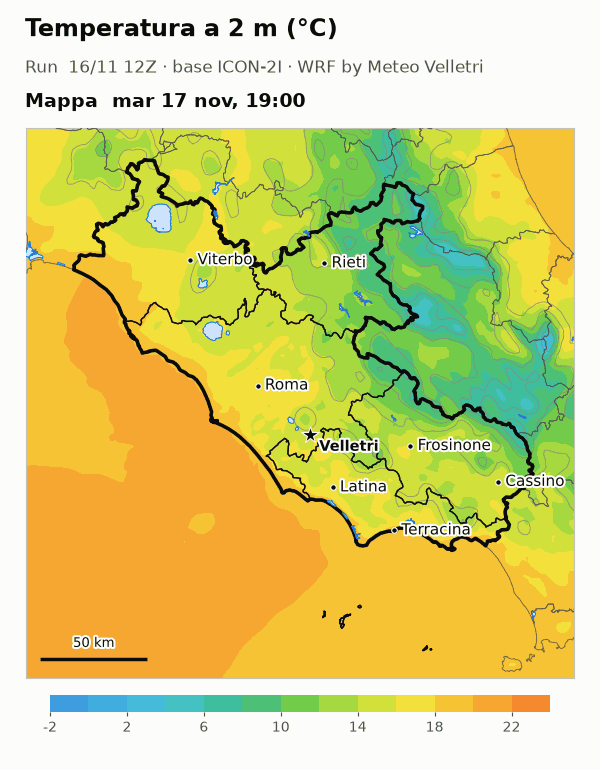 Temperatura a 2 m (°C)
Run 16/11 12Z · base ICON-2I · WRF by Meteo Velletri
Mappa mar 17 nov, 19:00
Viterbo
Rieti
Roma
Velletri
Frosinone
Cassino
Latina
Terracina
50 km
-2 2 6 10 14 18 22